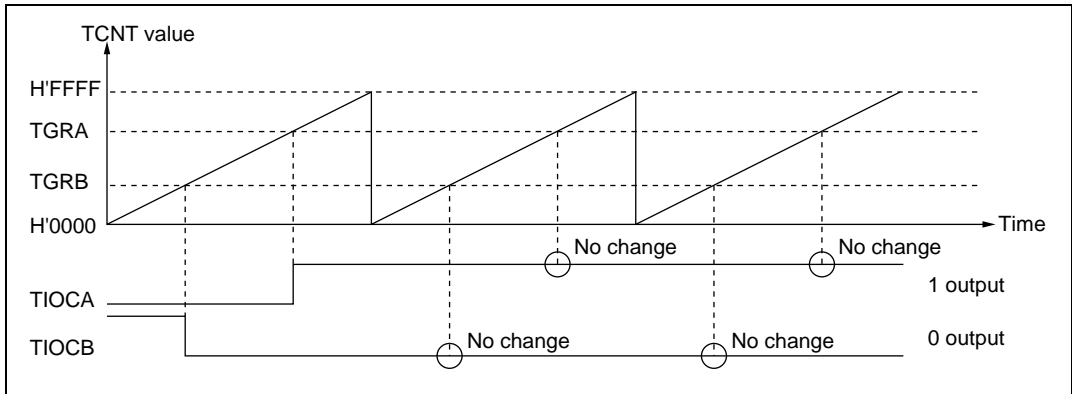 TCNT value
H'FFFF
TGRA
TGRB
H'0000
Time
No change
No change
TIOCA
1 output
No change
No change
TIOCB
0 output